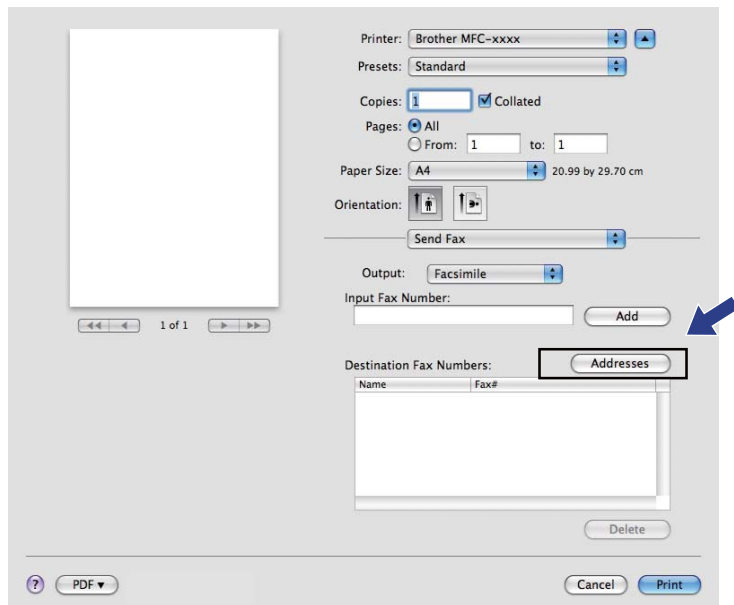 Printer: Brother MFC-xxxx
Presets: Standard
Copies: 1 Collated
Pages: All
From: 1 to: 1
Paper Size: A4 20.99 by 29.70 cm
Orientation:
Send Fax
Output: Facsimile
Input Fax Number:
Add
1 of 1
Destination Fax Numbers: Addresses
Name Fax#
Delete
? PDF▼ Cancel Print